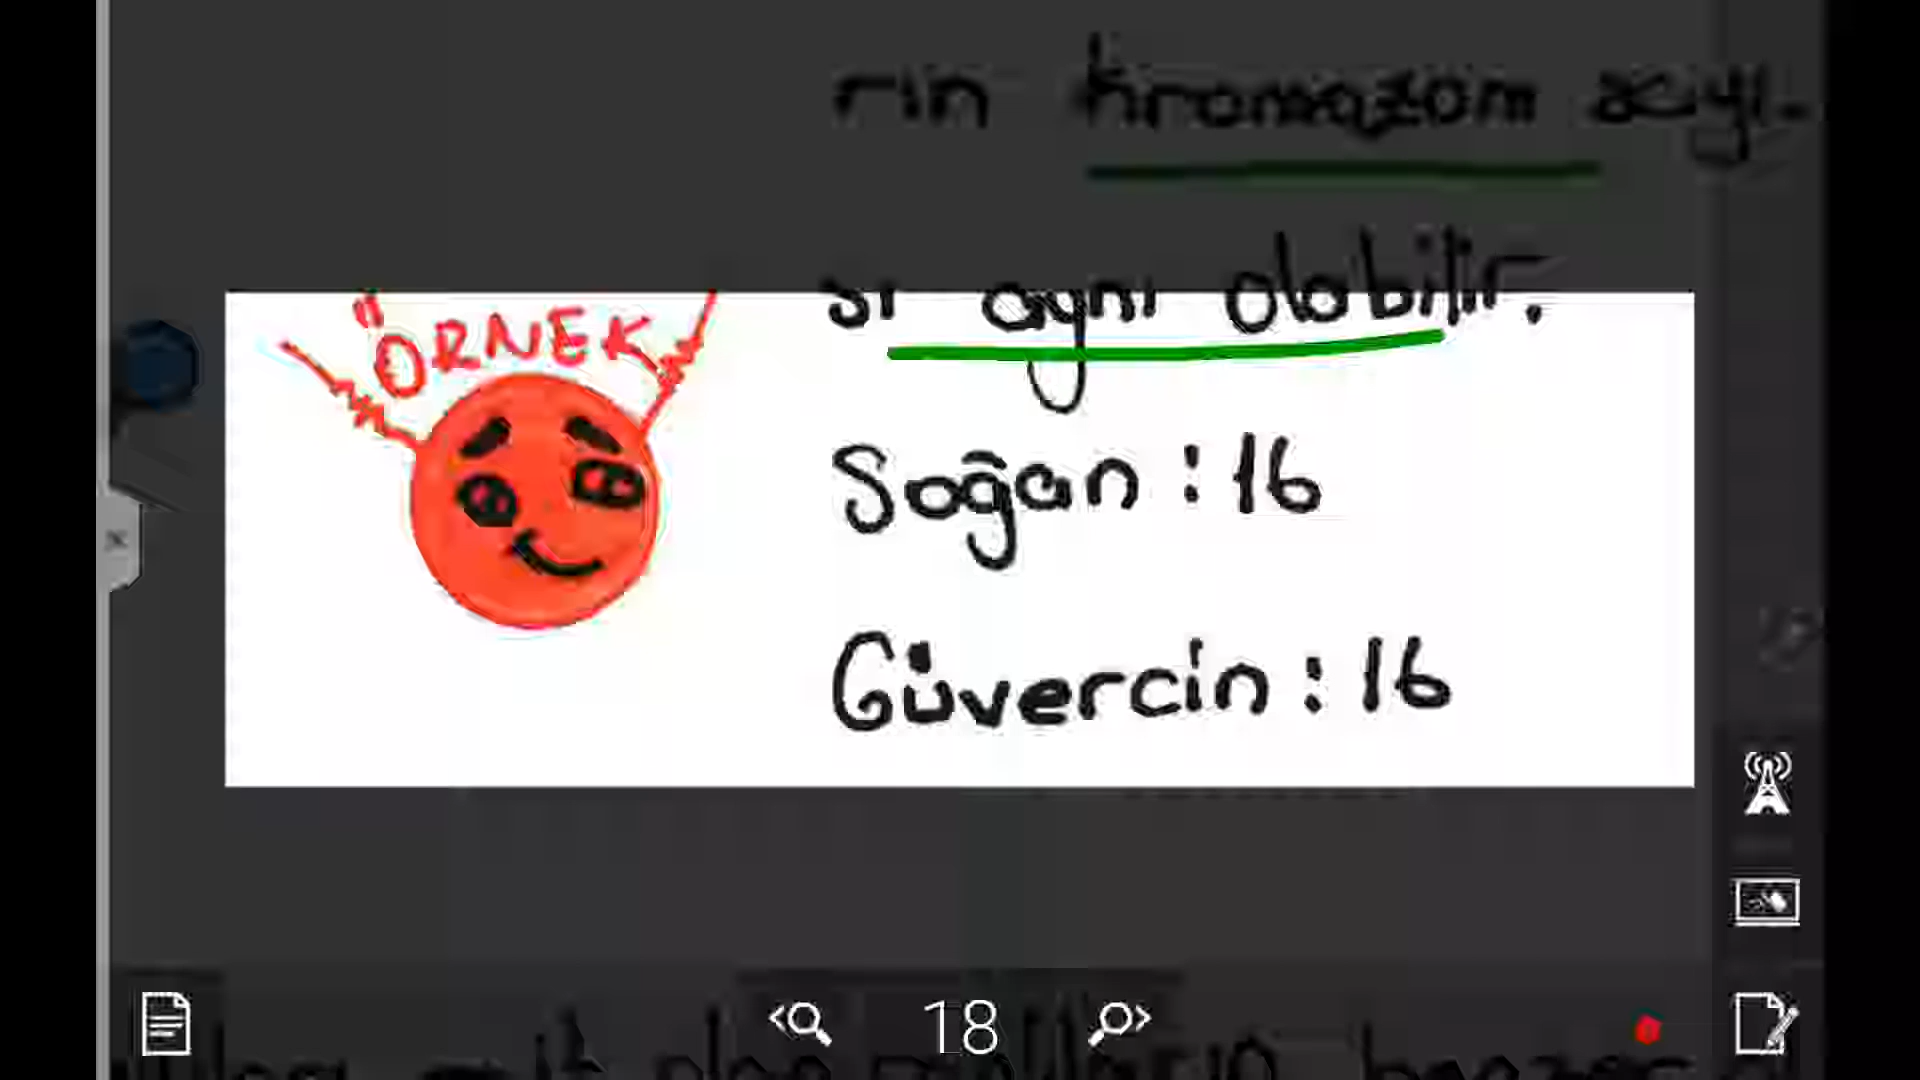 rin kromozom sayı-
sı aynı olabilir.
ÖRNEK
Soğan : 16
Güvercin : 16
18